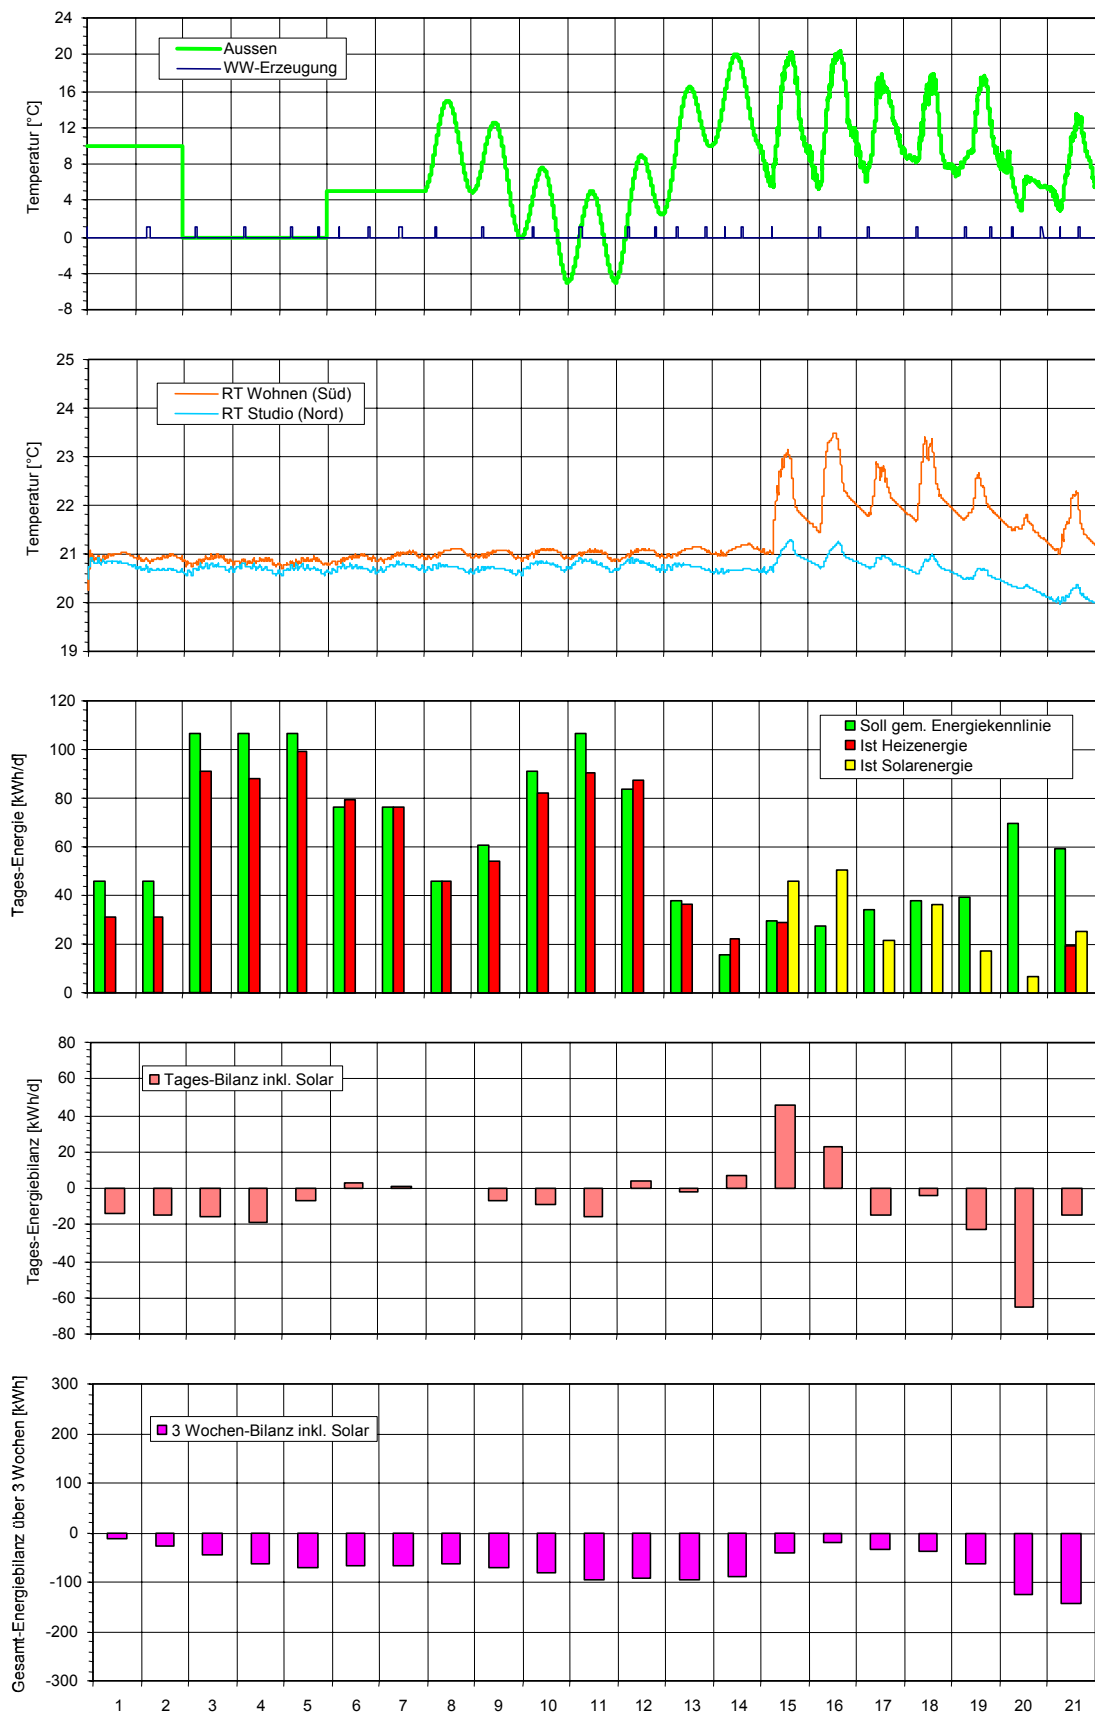 24
20
16
12
8
4
0
-4
-8
Temperatur [°C]
Aussen
WW-Erzeugung
25
24
23
22
21
20
19
Temperatur [°C]
RT Wohnen (Süd)
RT Studio (Nord)
120
100
80
60
40
20
0
Tages-Energie [kWh/d]
Soll gem. Energiekennlinie
Ist Heizenergie
Ist Solarenergie
80
60
40
20
0
-20
-40
-60
-80
Tages-Energiebilanz [kWh/d]
Tages-Bilanz inkl. Solar
300
200
100
0
-100
-200
-300
Gesamt-Energiebilanz über 3 Wochen [kWh]
3 Wochen-Bilanz inkl. Solar
1 2 3 4 5 6 7 8 9 10 11 12 13 14 15 16 17 18 19 20 21